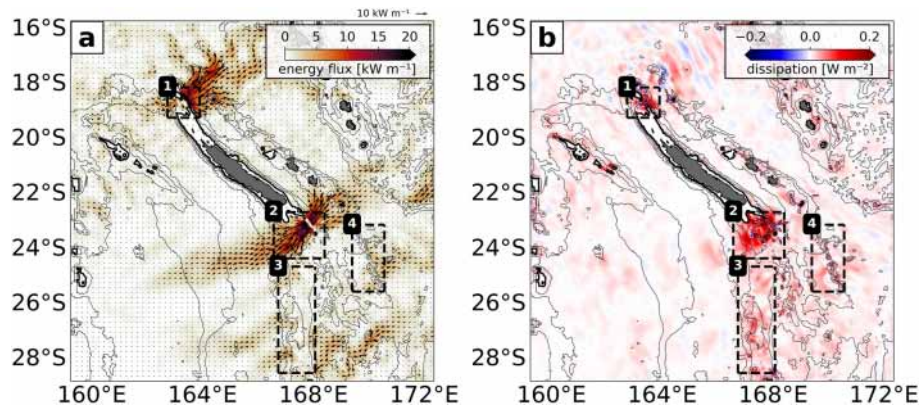 10 kW m⁻¹
16°S a 0 5 10 15 20 16°S b −0.2 0.0 0.2
energy flux [kW m⁻¹] dissipation [W m⁻²]
18°S 1 18°S 1
20°S 20°S
22°S 22°S
2 4 2 4
24°S 24°S
3 3
26°S 26°S
28°S 28°S
160°E 164°E 168°E 172°E 160°E 164°E 168°E 172°E